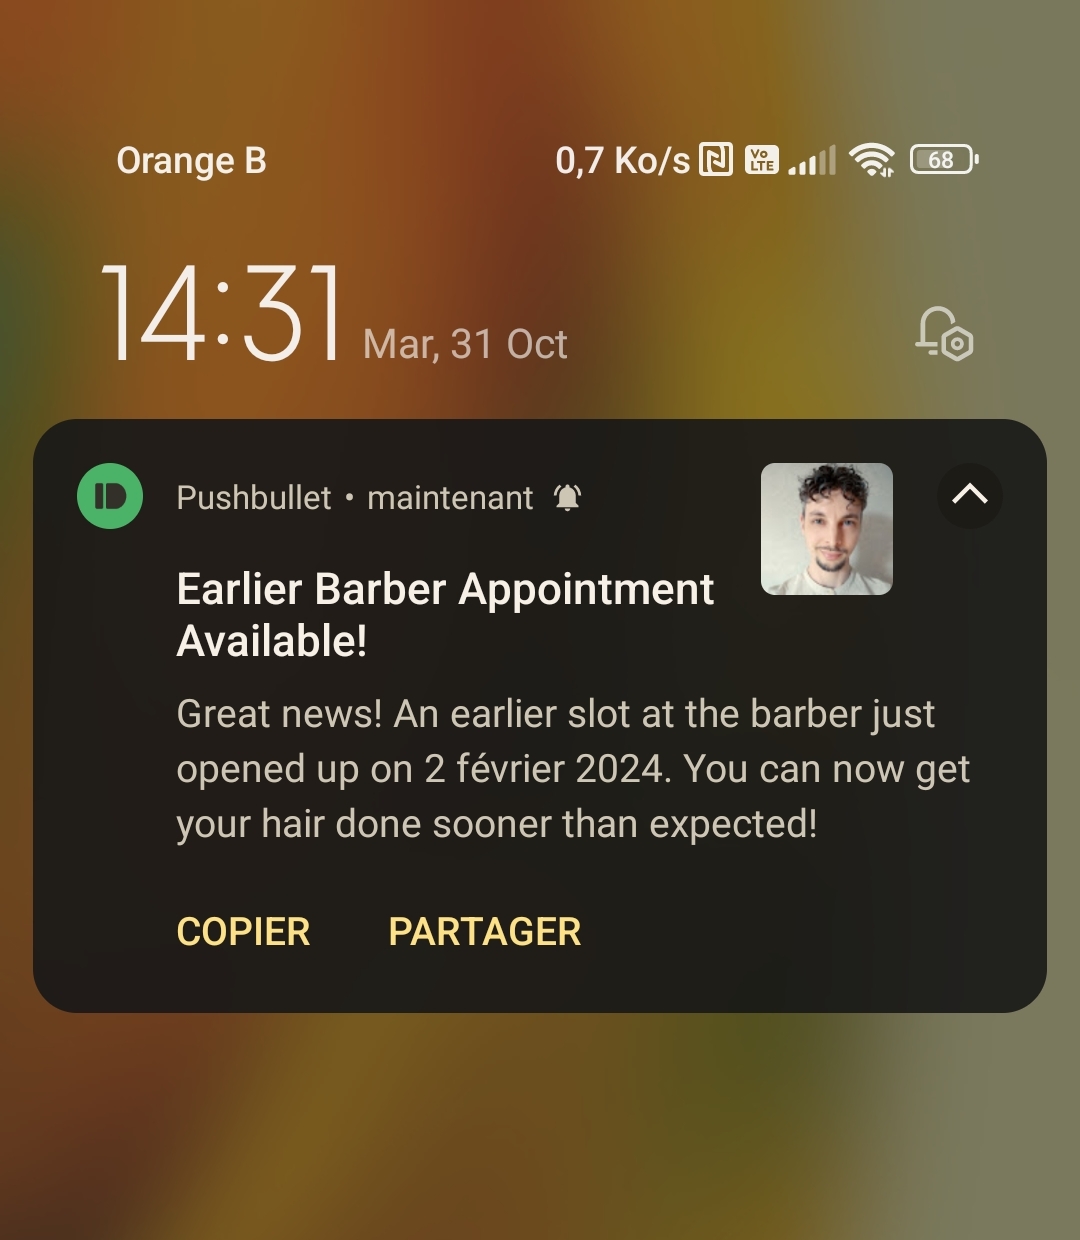 Orange B
0,7 Ko/s Vo LTE 68
14:31 Mar, 31 Oct
Pushbullet • maintenant
Earlier Barber Appointment
Available!
Great news! An earlier slot at the barber just
opened up on 2 février 2024. You can now get
your hair done sooner than expected!
COPIER PARTAGER